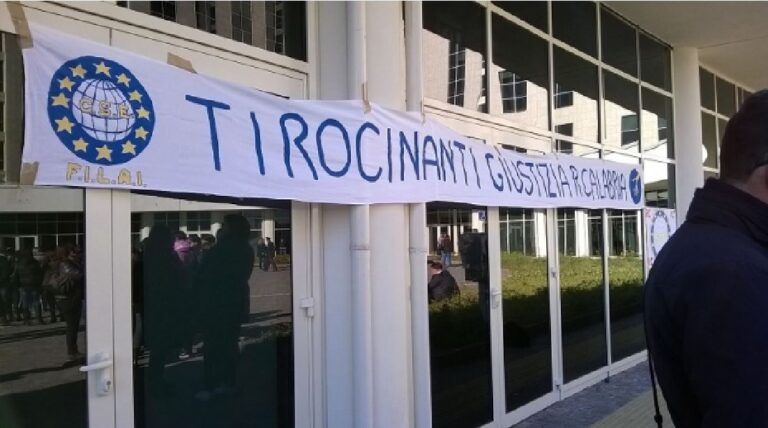 C.S.E.
F.I.L.A.I.
TIROCINANTI GIUSTIZIA R.CALABRIA